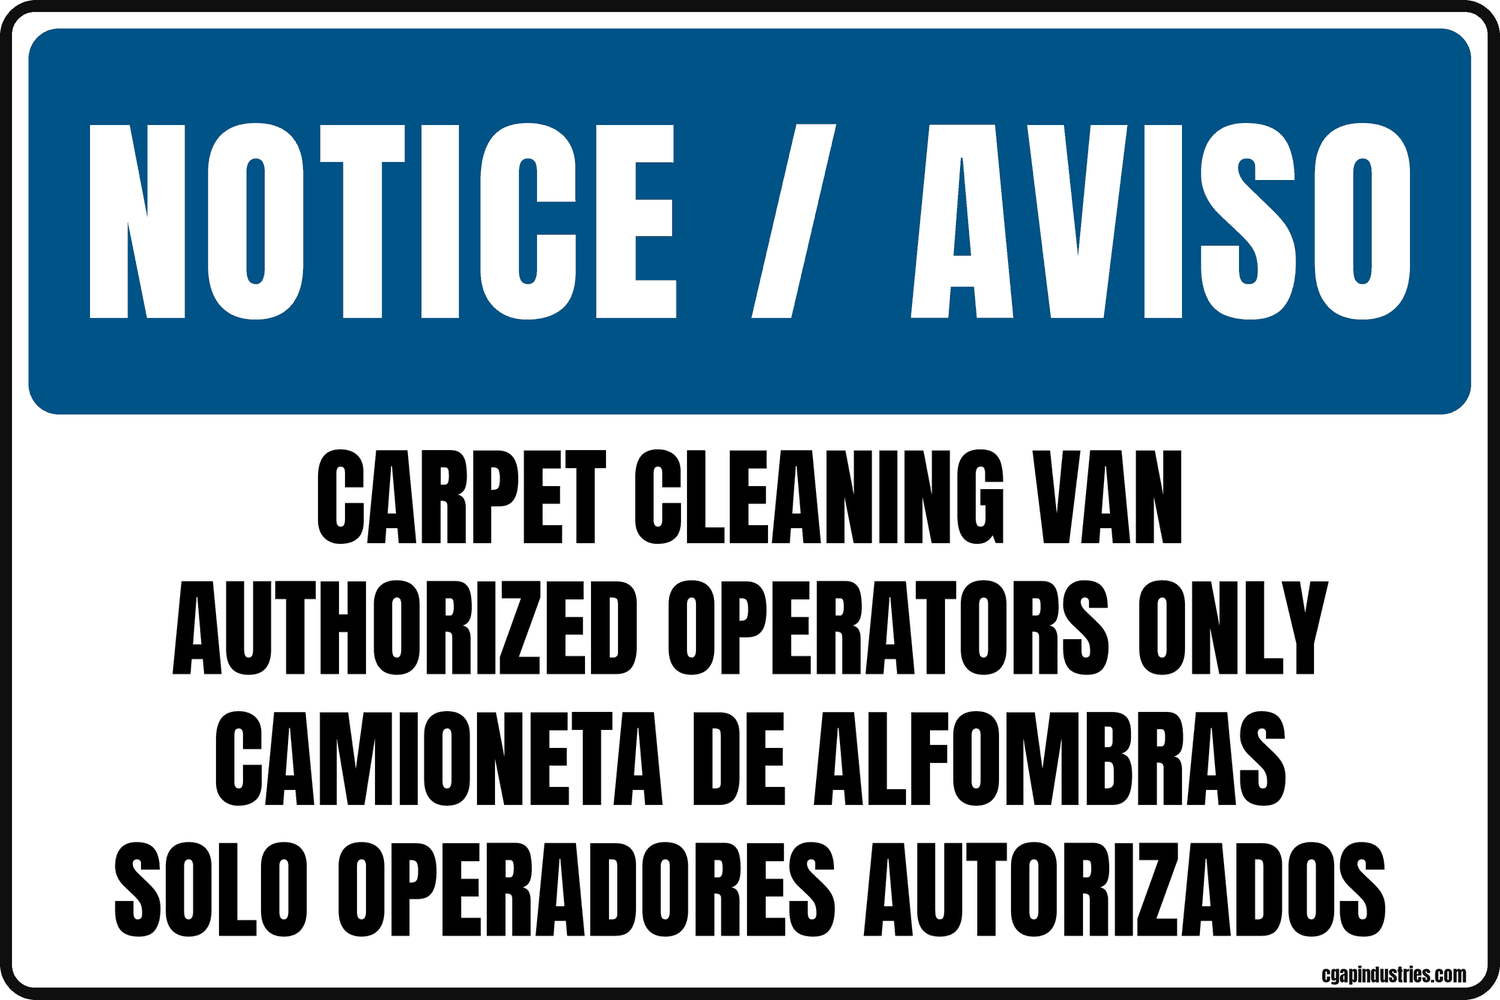 NOTICE / AVISO
CARPET CLEANING VAN
AUTHORIZED OPERATORS ONLY
CAMIONETA DE ALFOMBRAS
SOLO OPERADORES AUTORIZADOS
cgapindustries.com